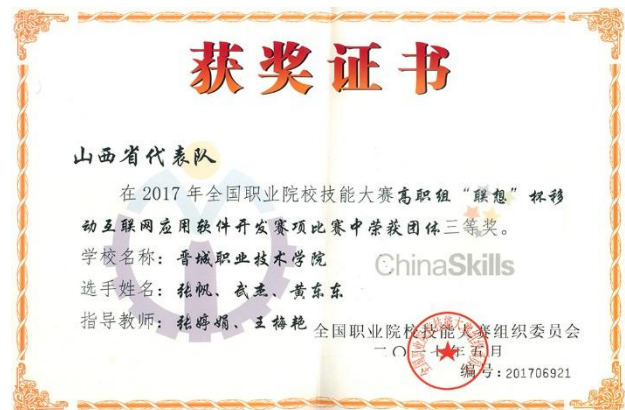 获奖证书
山西省代表队
在2017年全国职业院校技能大赛高职组“联想”杯移
动互联网应用软件开发赛项比赛中荣获团体三等奖。
学校名称：晋城职业技术学院
ChinaSkills
选手姓名：张帆、武杰、黄东东
指导教师：张婷娟、王梅艳
全国职业院校技能大赛组织委员会
二〇一七年五月
编号：201706921